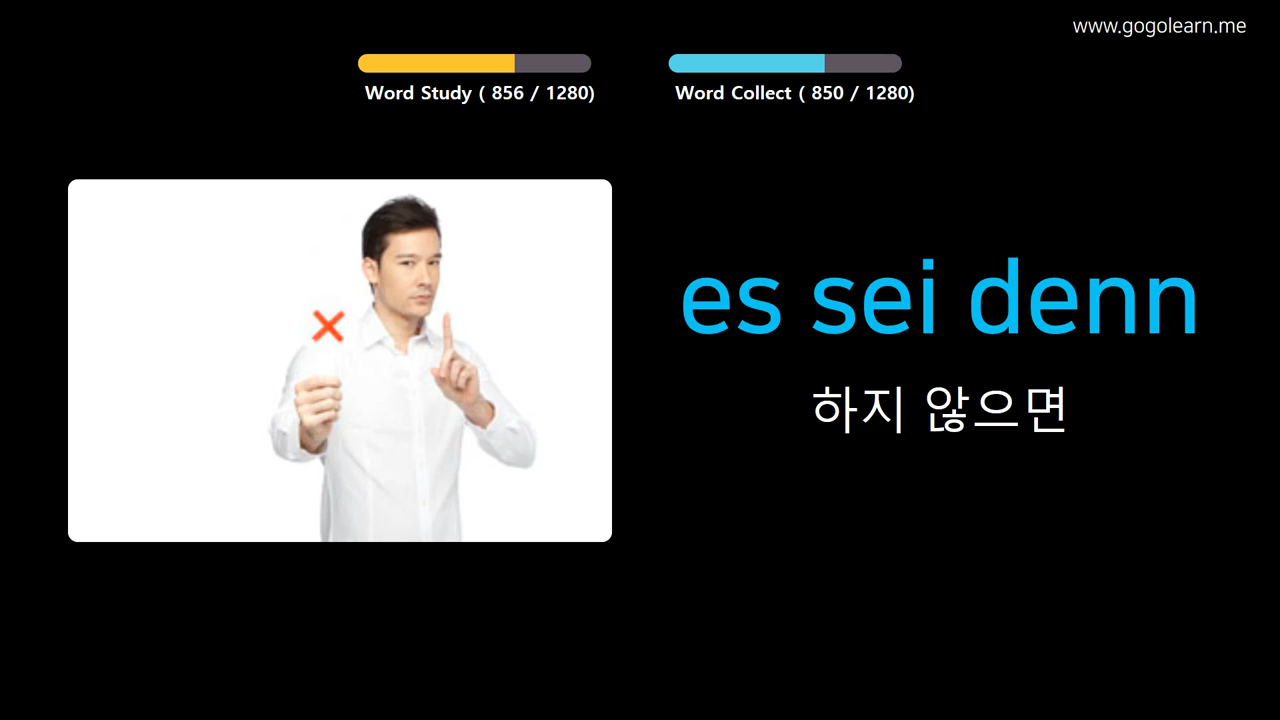 www.gogolearn.me
Word Study ( 856 / 1280)
Word Collect ( 850 / 1280)
es sei denn
하지 않으면